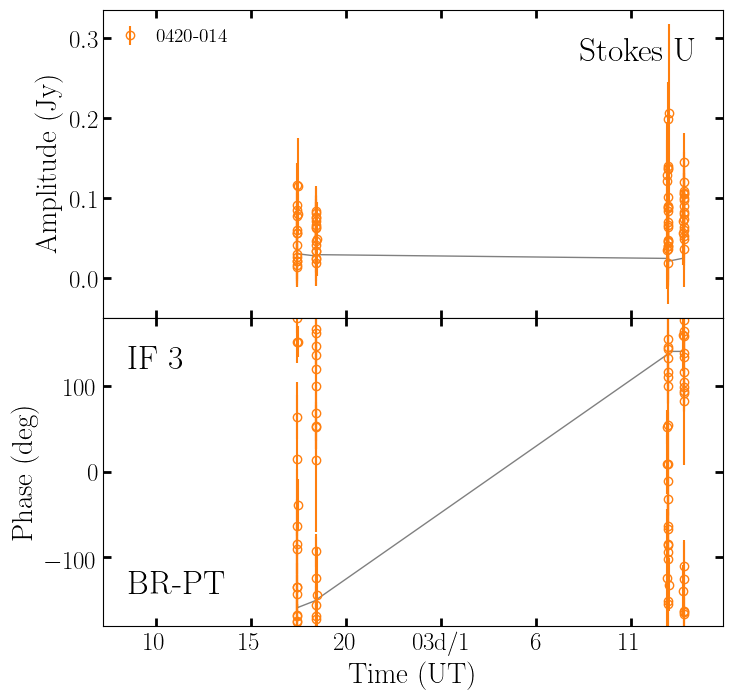 0420-014
Stokes U
Amplitude (Jy)
0.3
0.2
0.1
0.0
IF 3
BR-PT
Phase (deg)
100
0
−100
10 15 20 03d/1 6 11
Time (UT)